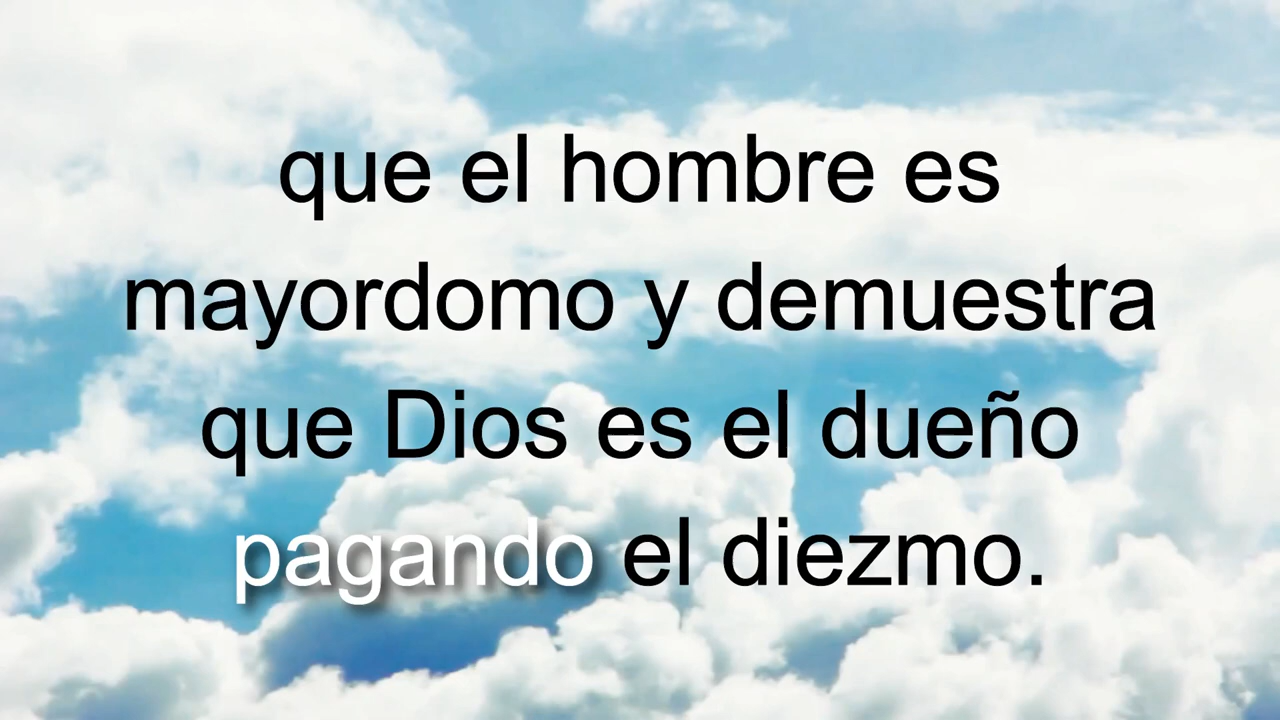 que el hombre es
mayordomo y demuestra
que Dios es el dueño
pagando el diezmo.